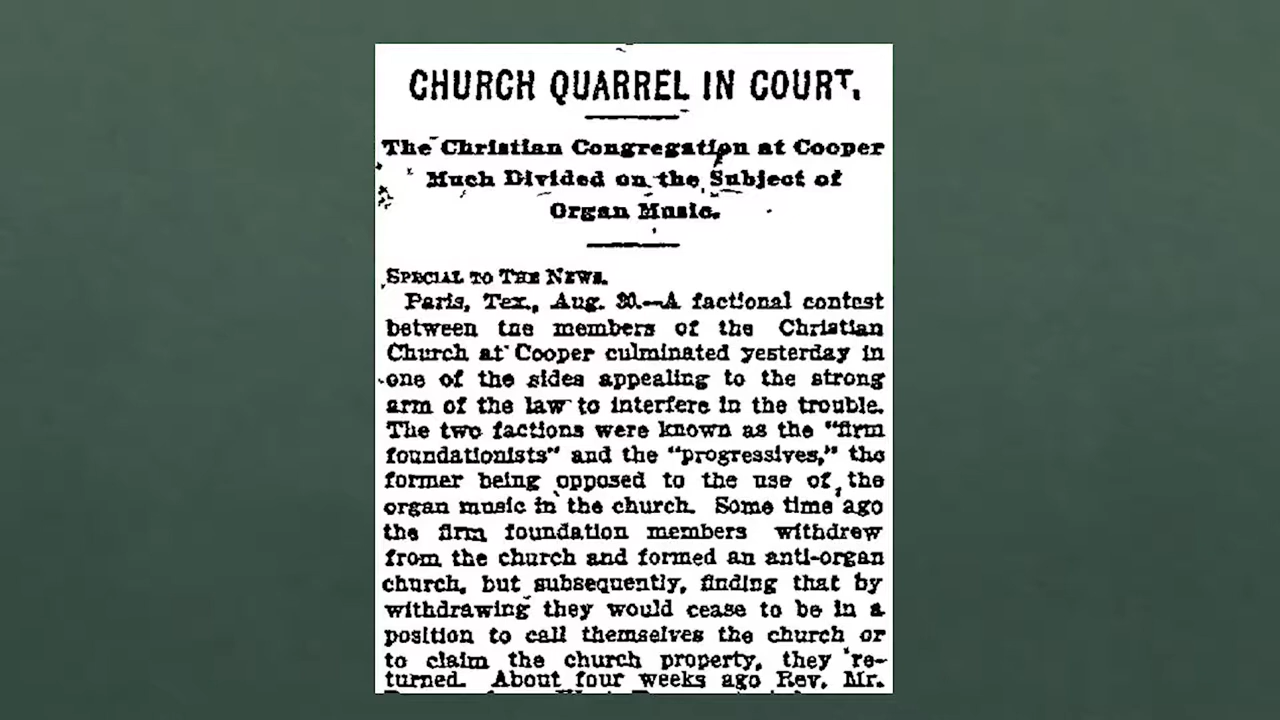 CHURCH QUARREL IN COURT.
The Christian Congregation at Cooper
Much Divided on the Subject of
Organ Music.
SPECIAL TO THE NEWS.
Paris, Tex., Aug. 30.—A factional contest
between the members of the Christian
Church at Cooper culminated yesterday in
one of the sides appealing to the strong
arm of the law to interfere in the trouble.
The two factions were known as the "firm
foundationists" and the "progressives," the
former being opposed to the use of the
organ music in the church. Some time ago
the firm foundation members withdrew
from the church and formed an anti-organ
church, but subsequently, finding that by
withdrawing they would cease to be in a
position to call themselves the church or
to claim the church property, they re-
turned. About four weeks ago Rev. Mr.